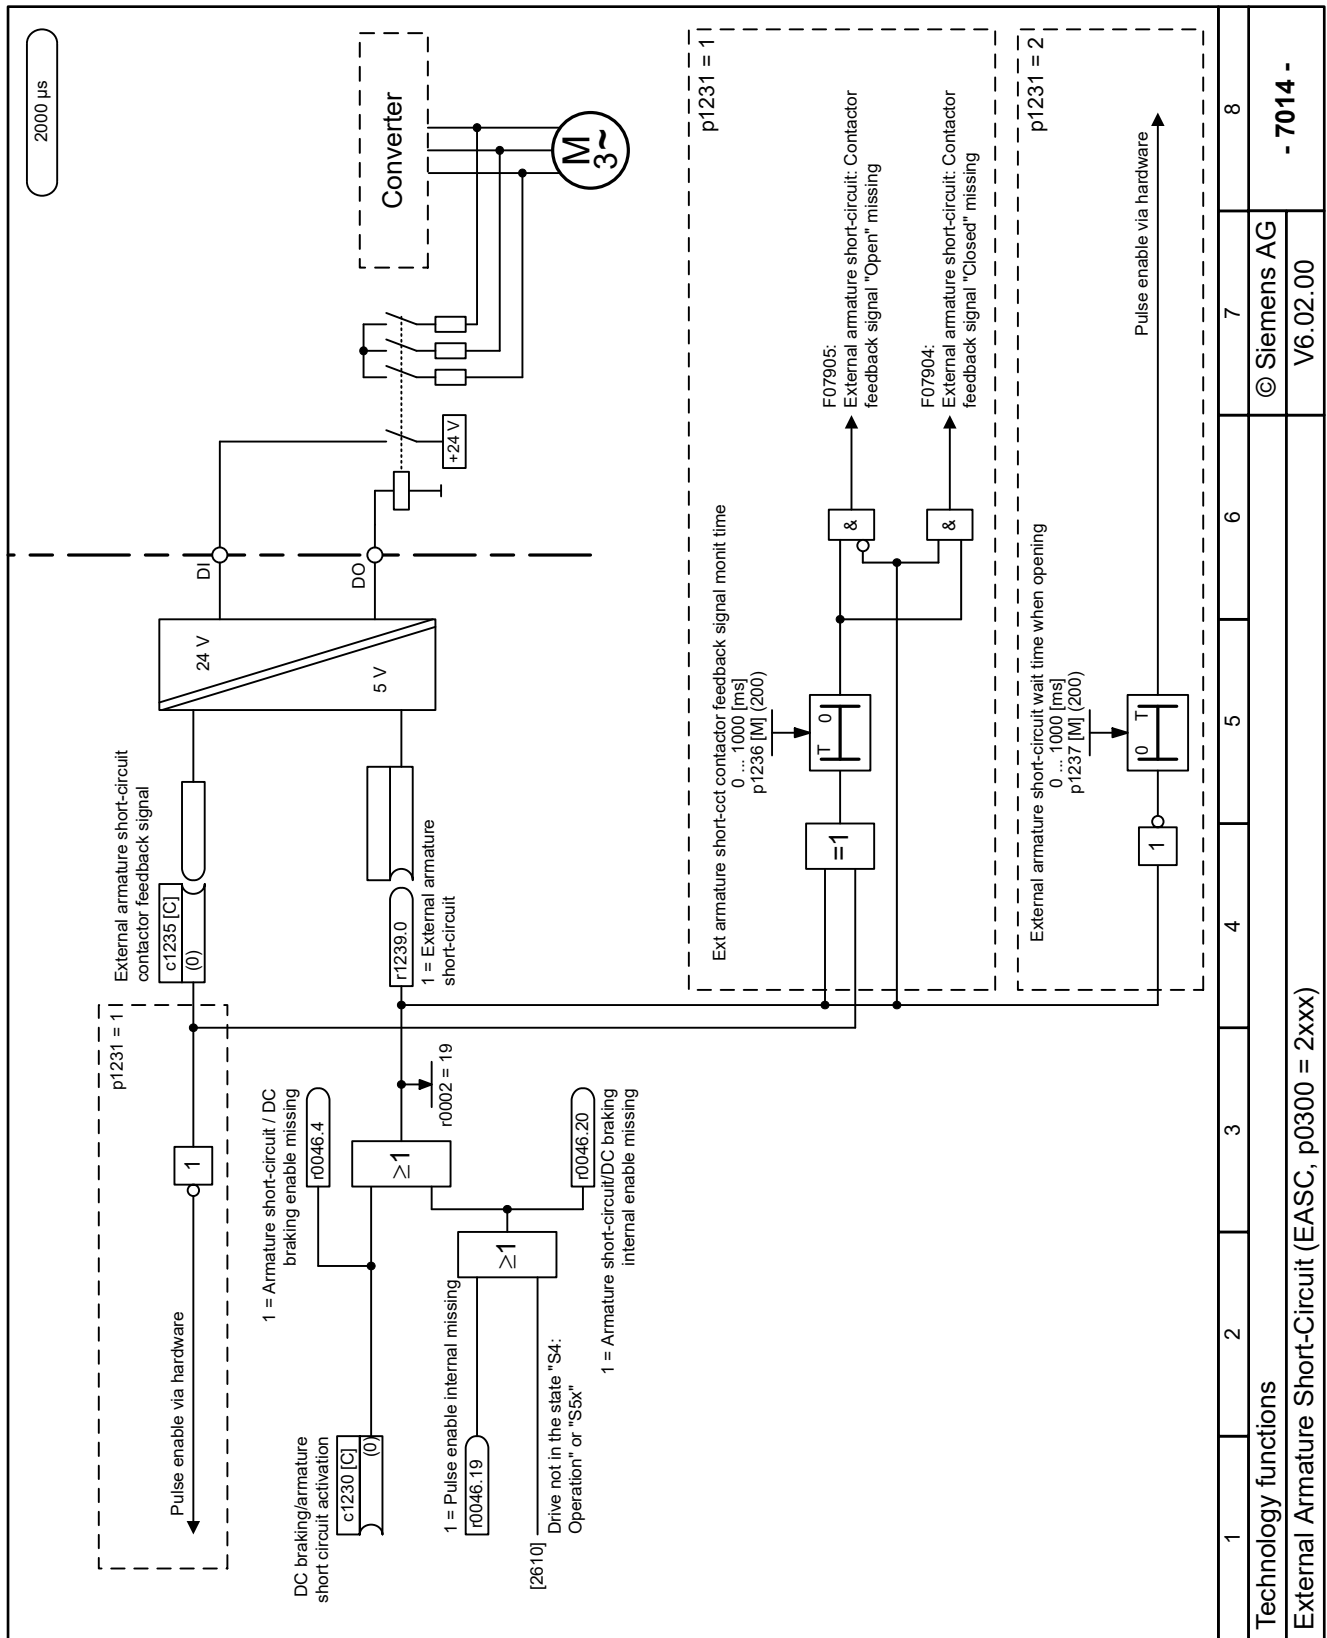 2000 µs
p1231 = 1
Pulse enable via hardware
1
External armature short-circuit
contactor feedback signal
c1235 [C]
(0)
24 V
5 V
DI
DO
+24 V
Converter
M
3~
DC braking/armature
short circuit activation
c1230 [C]
(0)
1 = Armature short-circuit / DC
braking enable missing
r0046.4
≥1
r0002 = 19
r1239.0
1 = External armature
short-circuit
1 = Pulse enable internal missing
r0046.19
[2610]
Drive not in the state "S4:
Operation" or "S5x"
≥1
r0046.20
1 = Armature short-circuit/DC braking
internal enable missing
p1231 = 1
Ext armature short-cct contactor feedback signal monit time
0 ... 1000 [ms]
p1236 [M] (200)
=1
T 0
&
&
F07905:
External armature short-circuit: Contactor
feedback signal "Open" missing
F07904:
External armature short-circuit: Contactor
feedback signal "Closed" missing
p1231 = 2
External armature short-circuit wait time when opening
0 ... 1000 [ms]
p1237 [M] (200)
1
0 T
Pulse enable via hardware
1 2 3 4 5 6 7 8
Technology functions
External Armature Short-Circuit (EASC, p0300 = 2xxx)
© Siemens AG
V6.02.00
- 7014 -